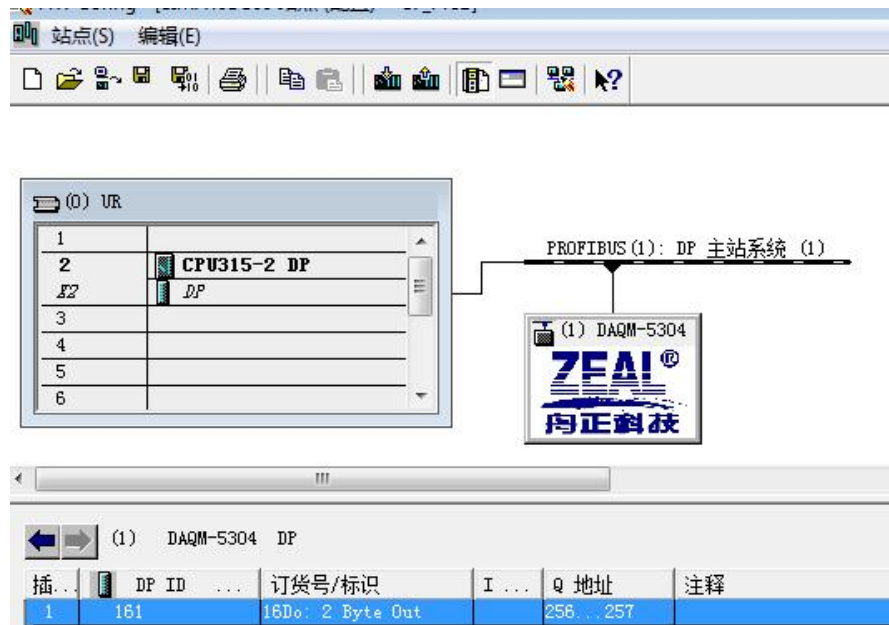 站点(S) 编辑(E)
(0) UR
1
2 CPU315-2 DP
X2 DP
3
4
5
6
PROFIBUS(1): DP 主站系统 (1)
(1) DAQM-5304
ZEAL®
舟正科技
(1) DAQM-5304 DP
插... DP ID ... 订货号/标识 I ... Q 地址 注释
1 161 16Do: 2 Byte Out 256...257